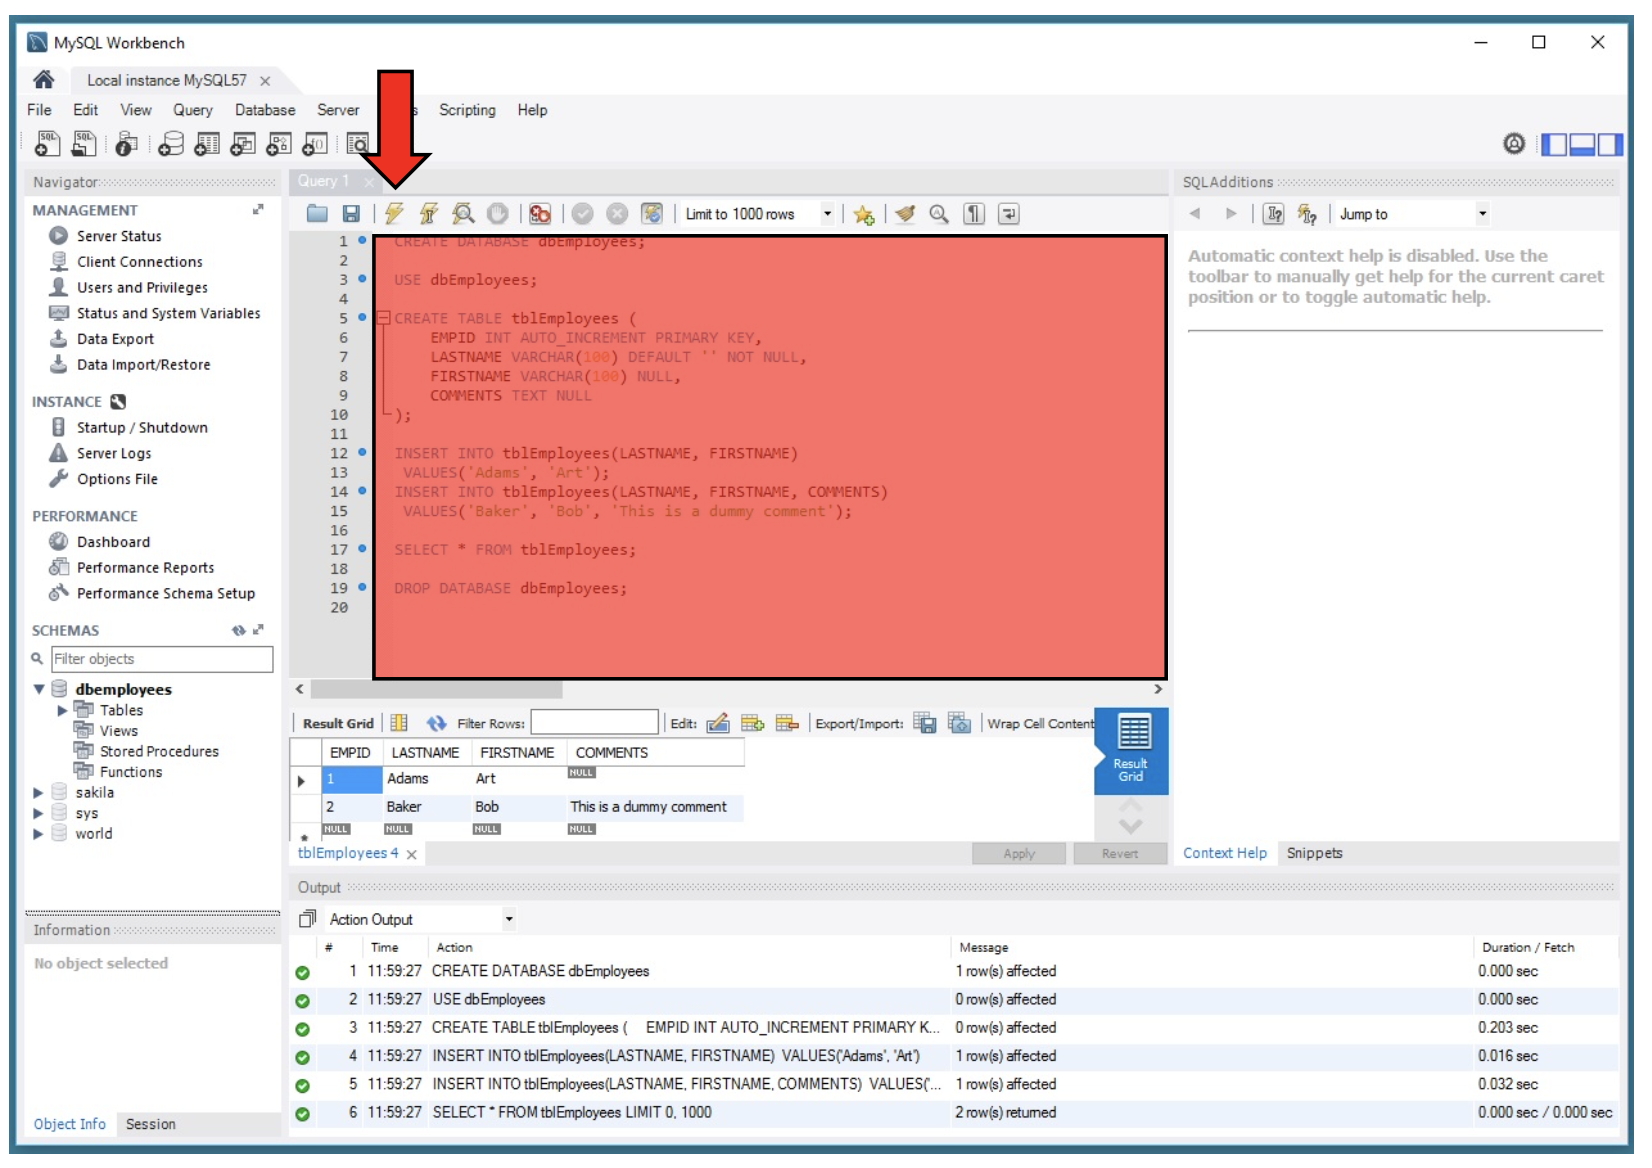 MySQL Workbench
Local instance MySQL57
File Edit View Query Database Server s Scripting Help
Navigator
MANAGEMENT
Server Status
Client Connections
Users and Privileges
Status and System Variables
Data Export
Data Import/Restore
INSTANCE
Startup / Shutdown
Server Logs
Options File
PERFORMANCE
Dashboard
Performance Reports
Performance Schema Setup
SCHEMAS
Filter objects
dbemployees
Tables
Views
Stored Procedures
Functions
sakila
sys
world
Information
No object selected
Object Info Session
Query 1
Limit to 1000 rows
1 CREATE DATABASE dbEmployees;
2
3 USE dbEmployees;
4
5 CREATE TABLE tblEmployees (
6 EMPID INT AUTO_INCREMENT PRIMARY KEY,
7 LASTNAME VARCHAR(100) DEFAULT '' NOT NULL,
8 FIRSTNAME VARCHAR(100) NULL,
9 COMMENTS TEXT NULL
10 );
11
12 INSERT INTO tblEmployees(LASTNAME, FIRSTNAME)
13 VALUES('Adams', 'Art');
14 INSERT INTO tblEmployees(LASTNAME, FIRSTNAME, COMMENTS)
15 VALUES('Baker', 'Bob', 'This is a dummy comment');
16
17 SELECT * FROM tblEmployees;
18
19 DROP DATABASE dbEmployees;
20
Result Grid Filter Rows: Edit: Export/Import: Wrap Cell Content
EMPID LASTNAME FIRSTNAME COMMENTS
1 Adams Art NULL
2 Baker Bob This is a dummy comment
* NULL NULL NULL NULL
Result
Grid
tblEmployees 4
Apply Revert
SQLAdditions
Jump to
Automatic context help is disabled. Use the
toolbar to manually get help for the current caret
position or to toggle automatic help.
Context Help Snippets
Output
Action Output
# Time Action Message Duration / Fetch
1 11:59:27 CREATE DATABASE dbEmployees 1 row(s) affected 0.000 sec
2 11:59:27 USE dbEmployees 0 row(s) affected 0.000 sec
3 11:59:27 CREATE TABLE tblEmployees ( EMPID INT AUTO_INCREMENT PRIMARY K... 0 row(s) affected 0.203 sec
4 11:59:27 INSERT INTO tblEmployees(LASTNAME, FIRSTNAME) VALUES('Adams', 'Art') 1 row(s) affected 0.016 sec
5 11:59:27 INSERT INTO tblEmployees(LASTNAME, FIRSTNAME, COMMENTS) VALUES('... 1 row(s) affected 0.032 sec
6 11:59:27 SELECT * FROM tblEmployees LIMIT 0, 1000 2 row(s) returned 0.000 sec / 0.000 sec